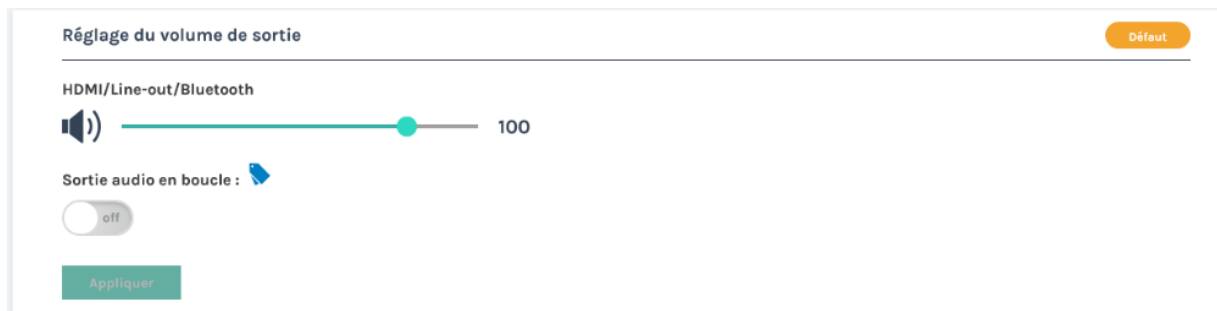 Réglage du volume de sortie
Défaut
HDMI/Line-out/Bluetooth
100
Sortie audio en boucle :
off
Appliquer